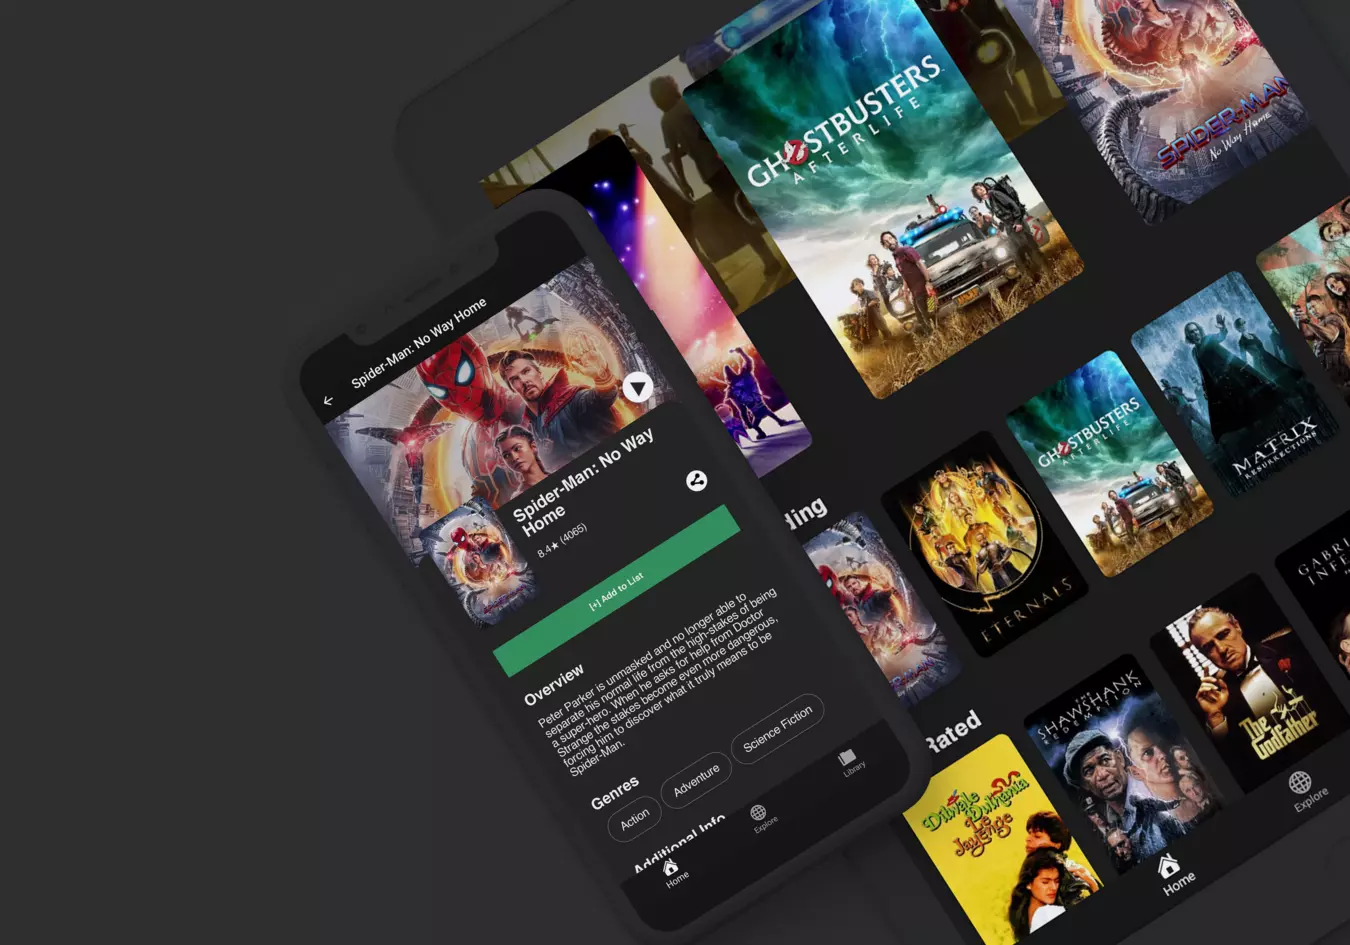 GHOSTBUSTERS
AFTERLIFE
SPIDER-MAN
No Way Home
Spider-Man: No Way Home
Spider-Man: No Way
Home
8.4★ (4065)
[+] Add to List
Overview
Peter Parker is unmasked and no longer able to
separate his normal life from the high-stakes of being
a super-hero. When he asks for help from Doctor
Strange the stakes become even more dangerous,
forcing him to discover what it truly means to be
Spider-Man.
Genres
Action
Adventure
Science Fiction
Additional Info
Home
Explore
Library
ding
ETERNALS
GHOSTBUSTERS
AFTERLIFE
MATRIX
RESURRECTIONS
Rated
Dilwale
Dulhania
Le
Jayenge
THE
SHAWSHANK
REDEMPTION
The
Godfather
GABRI
INFE
Home
Explore